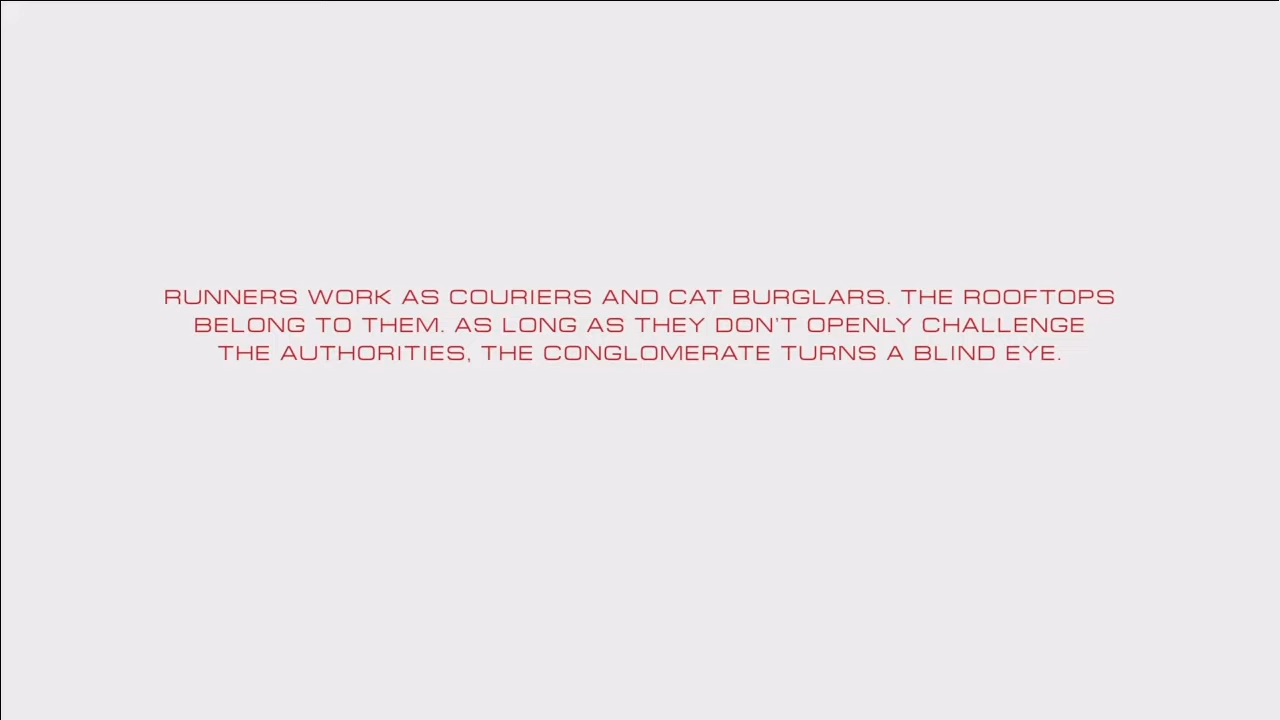 RUNNERS WORK AS COURIERS AND CAT BURGLARS. THE ROOFTOPS
BELONG TO THEM. AS LONG AS THEY DON'T OPENLY CHALLENGE
THE AUTHORITIES, THE CONGLOMERATE TURNS A BLIND EYE.